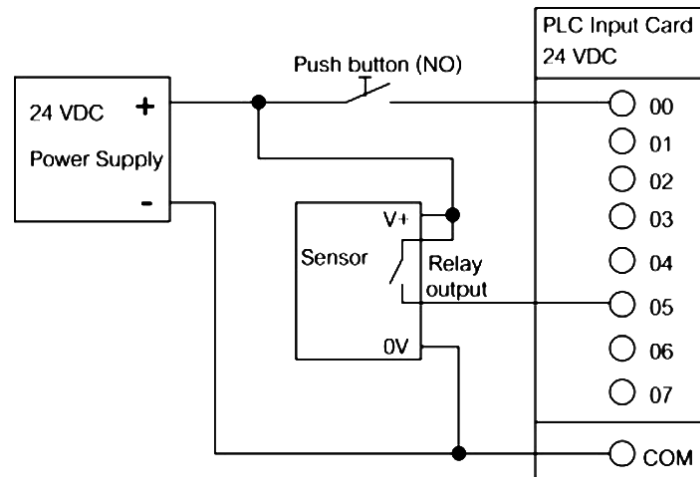 PLC Input Card
24 VDC
Push button (NO)
24 VDC
+
Power Supply
-
00
01
02
03
04
05
06
07
COM
V+
Sensor
Relay
output
0V